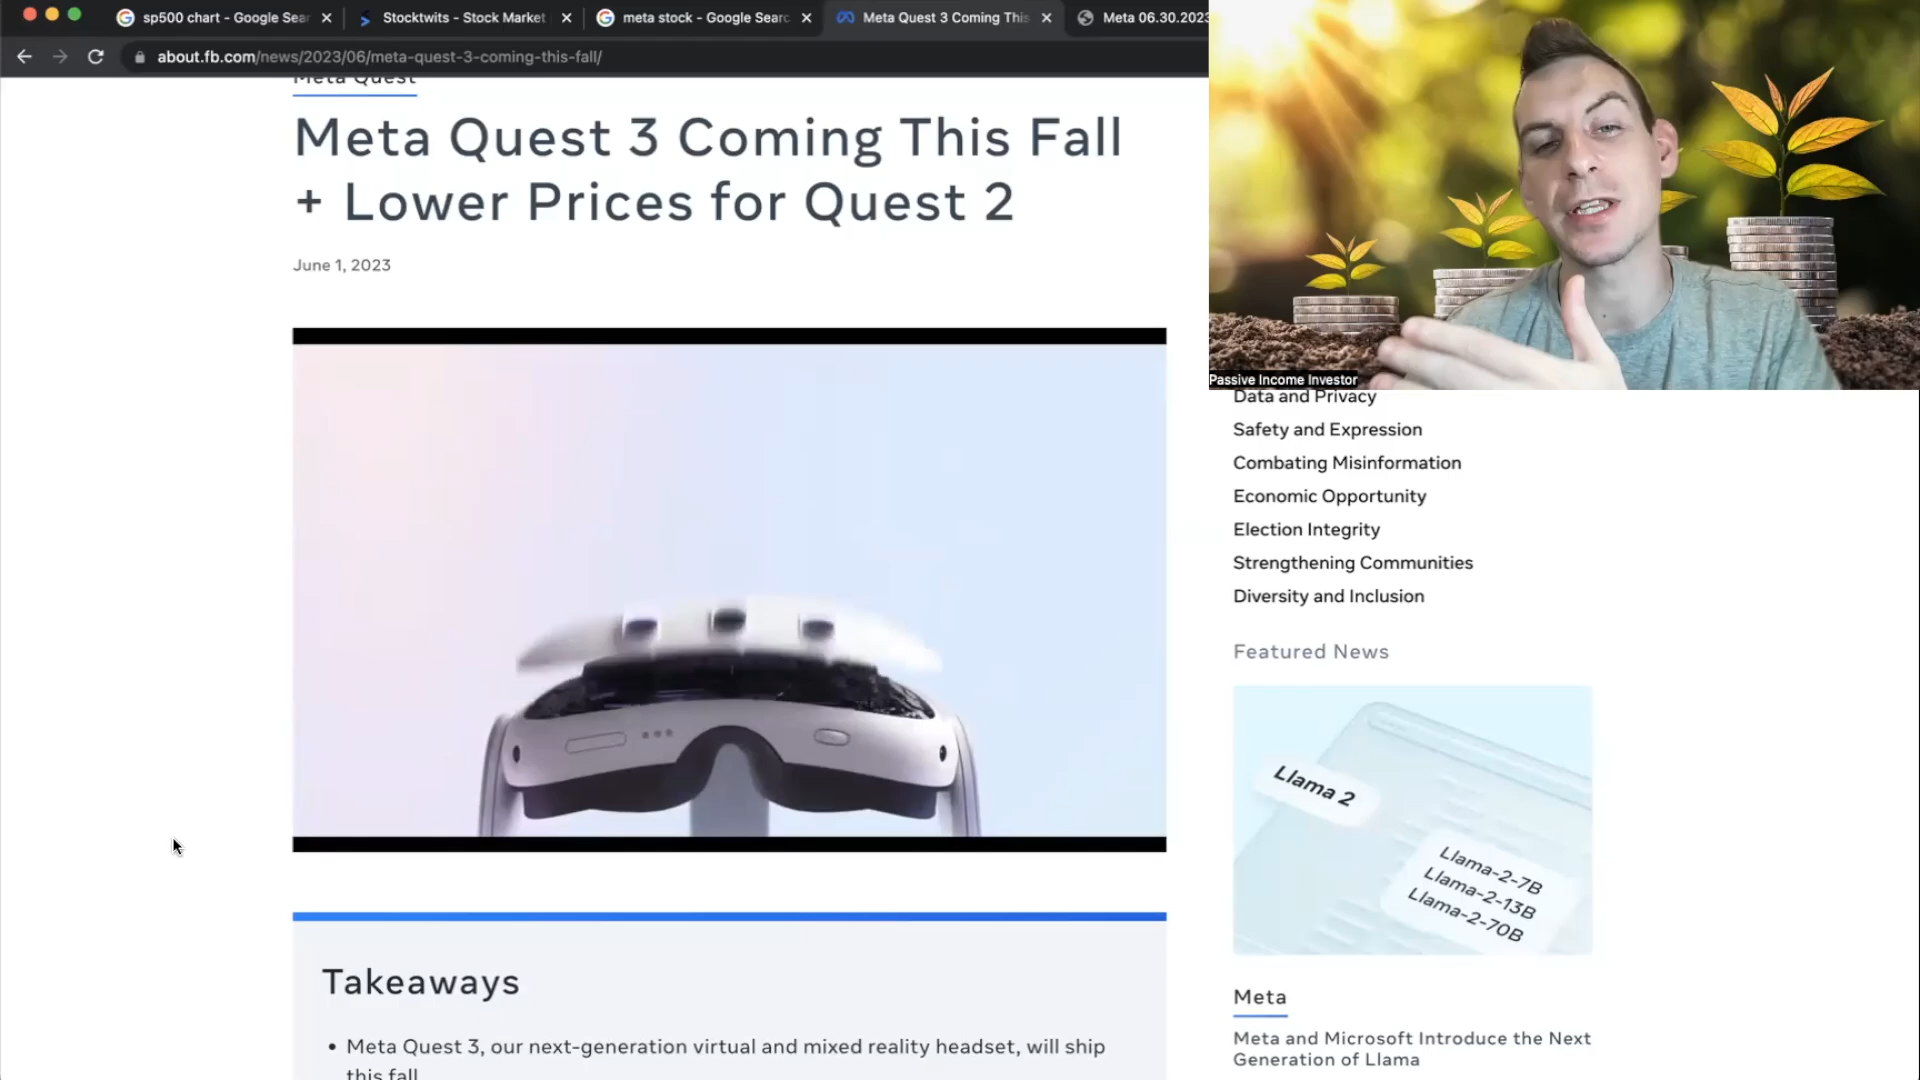 sp500 chart - Google Sear
Stocktwits - Stock Market
meta stock - Google Searc
Meta Quest 3 Coming This
Meta 06.30.2023
about.fb.com/news/2023/06/meta-quest-3-coming-this-fall/
Meta Quest
Meta Quest 3 Coming This Fall
+ Lower Prices for Quest 2
June 1, 2023
Takeaways
• Meta Quest 3, our next-generation virtual and mixed reality headset, will ship
this fall
Passive Income Investor
Data and Privacy
Safety and Expression
Combating Misinformation
Economic Opportunity
Election Integrity
Strengthening Communities
Diversity and Inclusion
Featured News
Llama 2
Llama-2-7B
Llama-2-13B
Llama-2-70B
Meta
Meta and Microsoft Introduce the Next
Generation of Llama